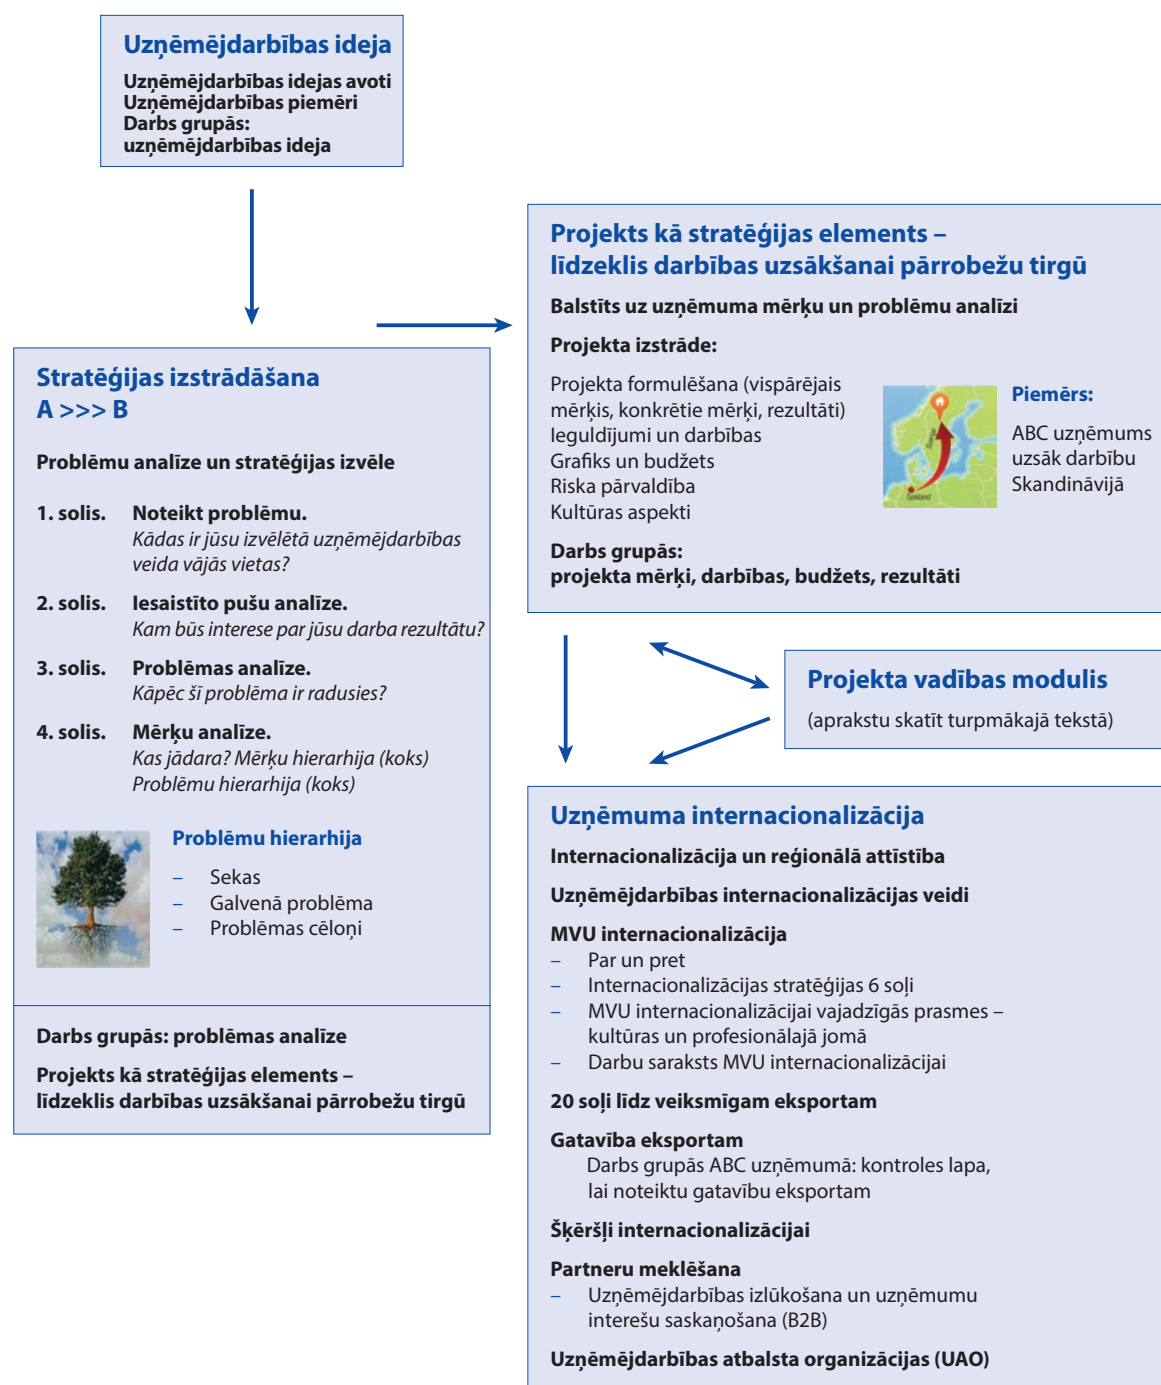 Uzņēmējdarbības ideja
Uzņēmējdarbības idejas avoti
Uzņēmējdarbības piemēri
Darbs grupās:
uzņēmējdarbības ideja
Stratēģijas izstrādāšana
A >>> B
Problēmu analīze un stratēģijas izvēle
1. solis. Noteikt problēmu.
Kādas ir jūsu izvēlētā uzņēmējdarbības
veida vājās vietas?
2. solis. Iesaistīto pušu analīze.
Kam būs interese par jūsu darba rezultātu?
3. solis. Problēmas analīze.
Kāpēc šī problēma ir radusies?
4. solis. Mērķu analīze.
Kas jādara? Mērķu hierarhija (koks)
Problēmu hierarhija (koks)
Problēmu hierarhija
– Sekas
– Galvenā problēma
– Problēmas cēloņi
Darbs grupās: problēmas analīze
Projekts kā stratēģijas elements –
līdzeklis darbības uzsākšanai pārrobežu tirgū
Projekts kā stratēģijas elements –
līdzeklis darbības uzsākšanai pārrobežu tirgū
Balstīts uz uzņēmuma mērķu un problēmu analīzi
Projekta izstrāde:
Projekta formulēšana (vispārējais
mērķis, konkrētie mērķi, rezultāti)
Ieguldījumi un darbības
Grafiks un budžets
Riska pārvaldība
Kultūras aspekti
Tyskland
Piemērs:
ABC uzņēmums
uzsāk darbību
Skandināvijā
Darbs grupās:
projekta mērķi, darbības, budžets, rezultāti
Projekta vadības modulis
(aprakstu skatīt turpmākajā tekstā)
Uzņēmuma internacionalizācija
Internacionalizācija un reģionālā attīstība
Uzņēmējdarbības internacionalizācijas veidi
MVU internacionalizācija
– Par un pret
– Internacionalizācijas stratēģijas 6 soļi
– MVU internacionalizācijai vajadzīgās prasmes –
kultūras un profesionālajā jomā
– Darbu saraksts MVU internacionalizācijai
20 soļi līdz veiksmīgam eksportam
Gatavība eksportam
Darbs grupās ABC uzņēmumā: kontroles lapa,
lai noteiktu gatavību eksportam
Šķēršļi internacionalizācijai
Partneru meklēšana
– Uzņēmējdarbības izlūkošana un uzņēmumu
interešu saskaņošana (B2B)
Uzņēmējdarbības atbalsta organizācijas (UAO)